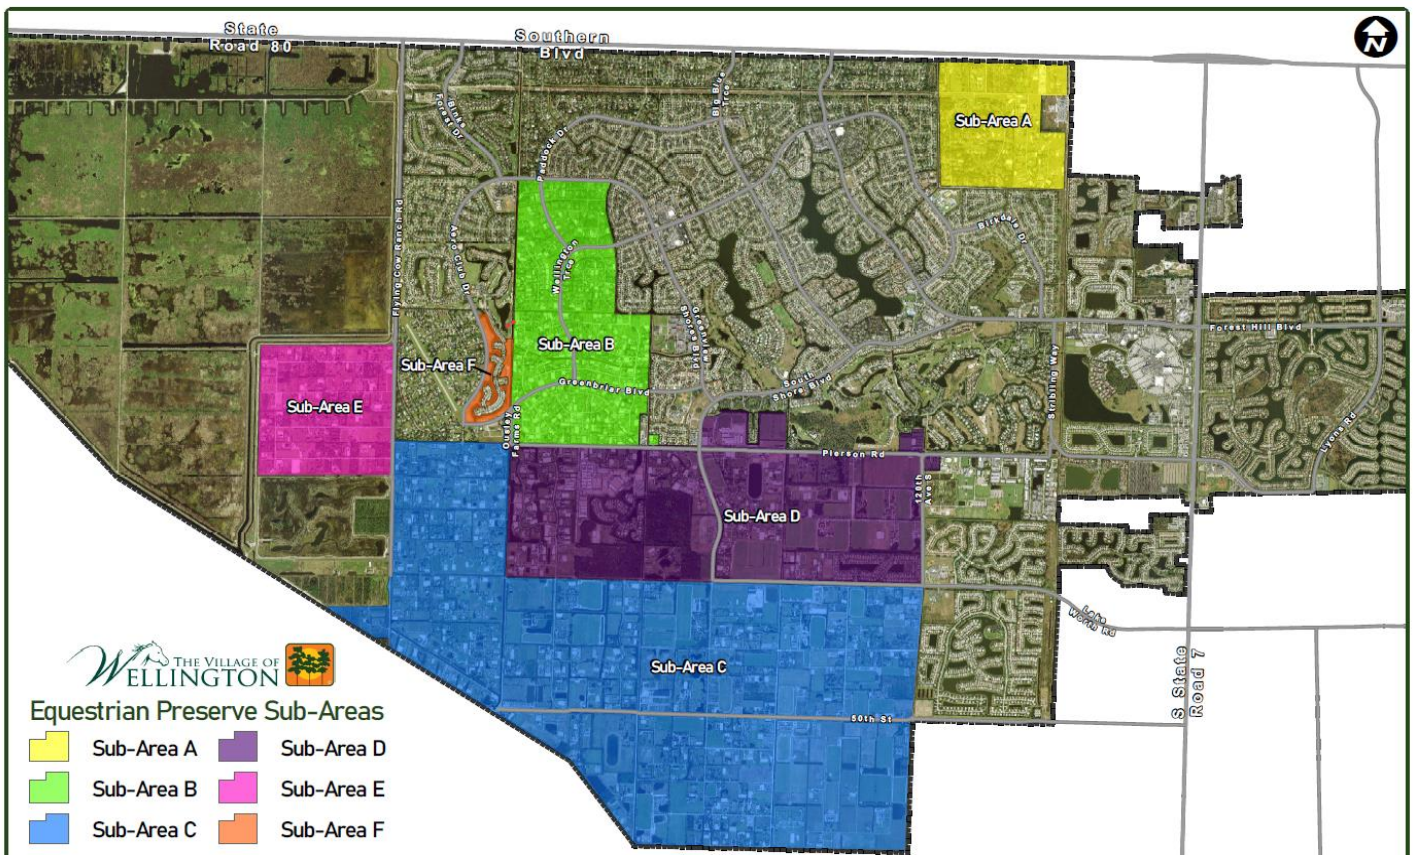 State
Road 80
Southern
Blvd
N
Binks
Forest Dr
Big Blue
Trce
Paddock Dr
Sub-Area A
Flying Cow Ranch Rd
Aero Club Dr
Wellington
Trce
Birkdale Dr
Greenview
Shores Blvd
Forest Hill Blvd
Sub-Area B
Sub-Area F
South
Shore Blvd
Greenbriar Blvd
Stribling Way
Lyons Rd
Sub-Area E
Ousley
Farms Rd
Pierson Rd
120th
Ave S
Sub-Area D
Lake
Worth Rd
Sub-Area C
S State
Road 7
50th St
THE VILLAGE OF
WELLINGTON
Equestrian Preserve Sub-Areas
Sub-Area A
Sub-Area D
Sub-Area B
Sub-Area E
Sub-Area C
Sub-Area F